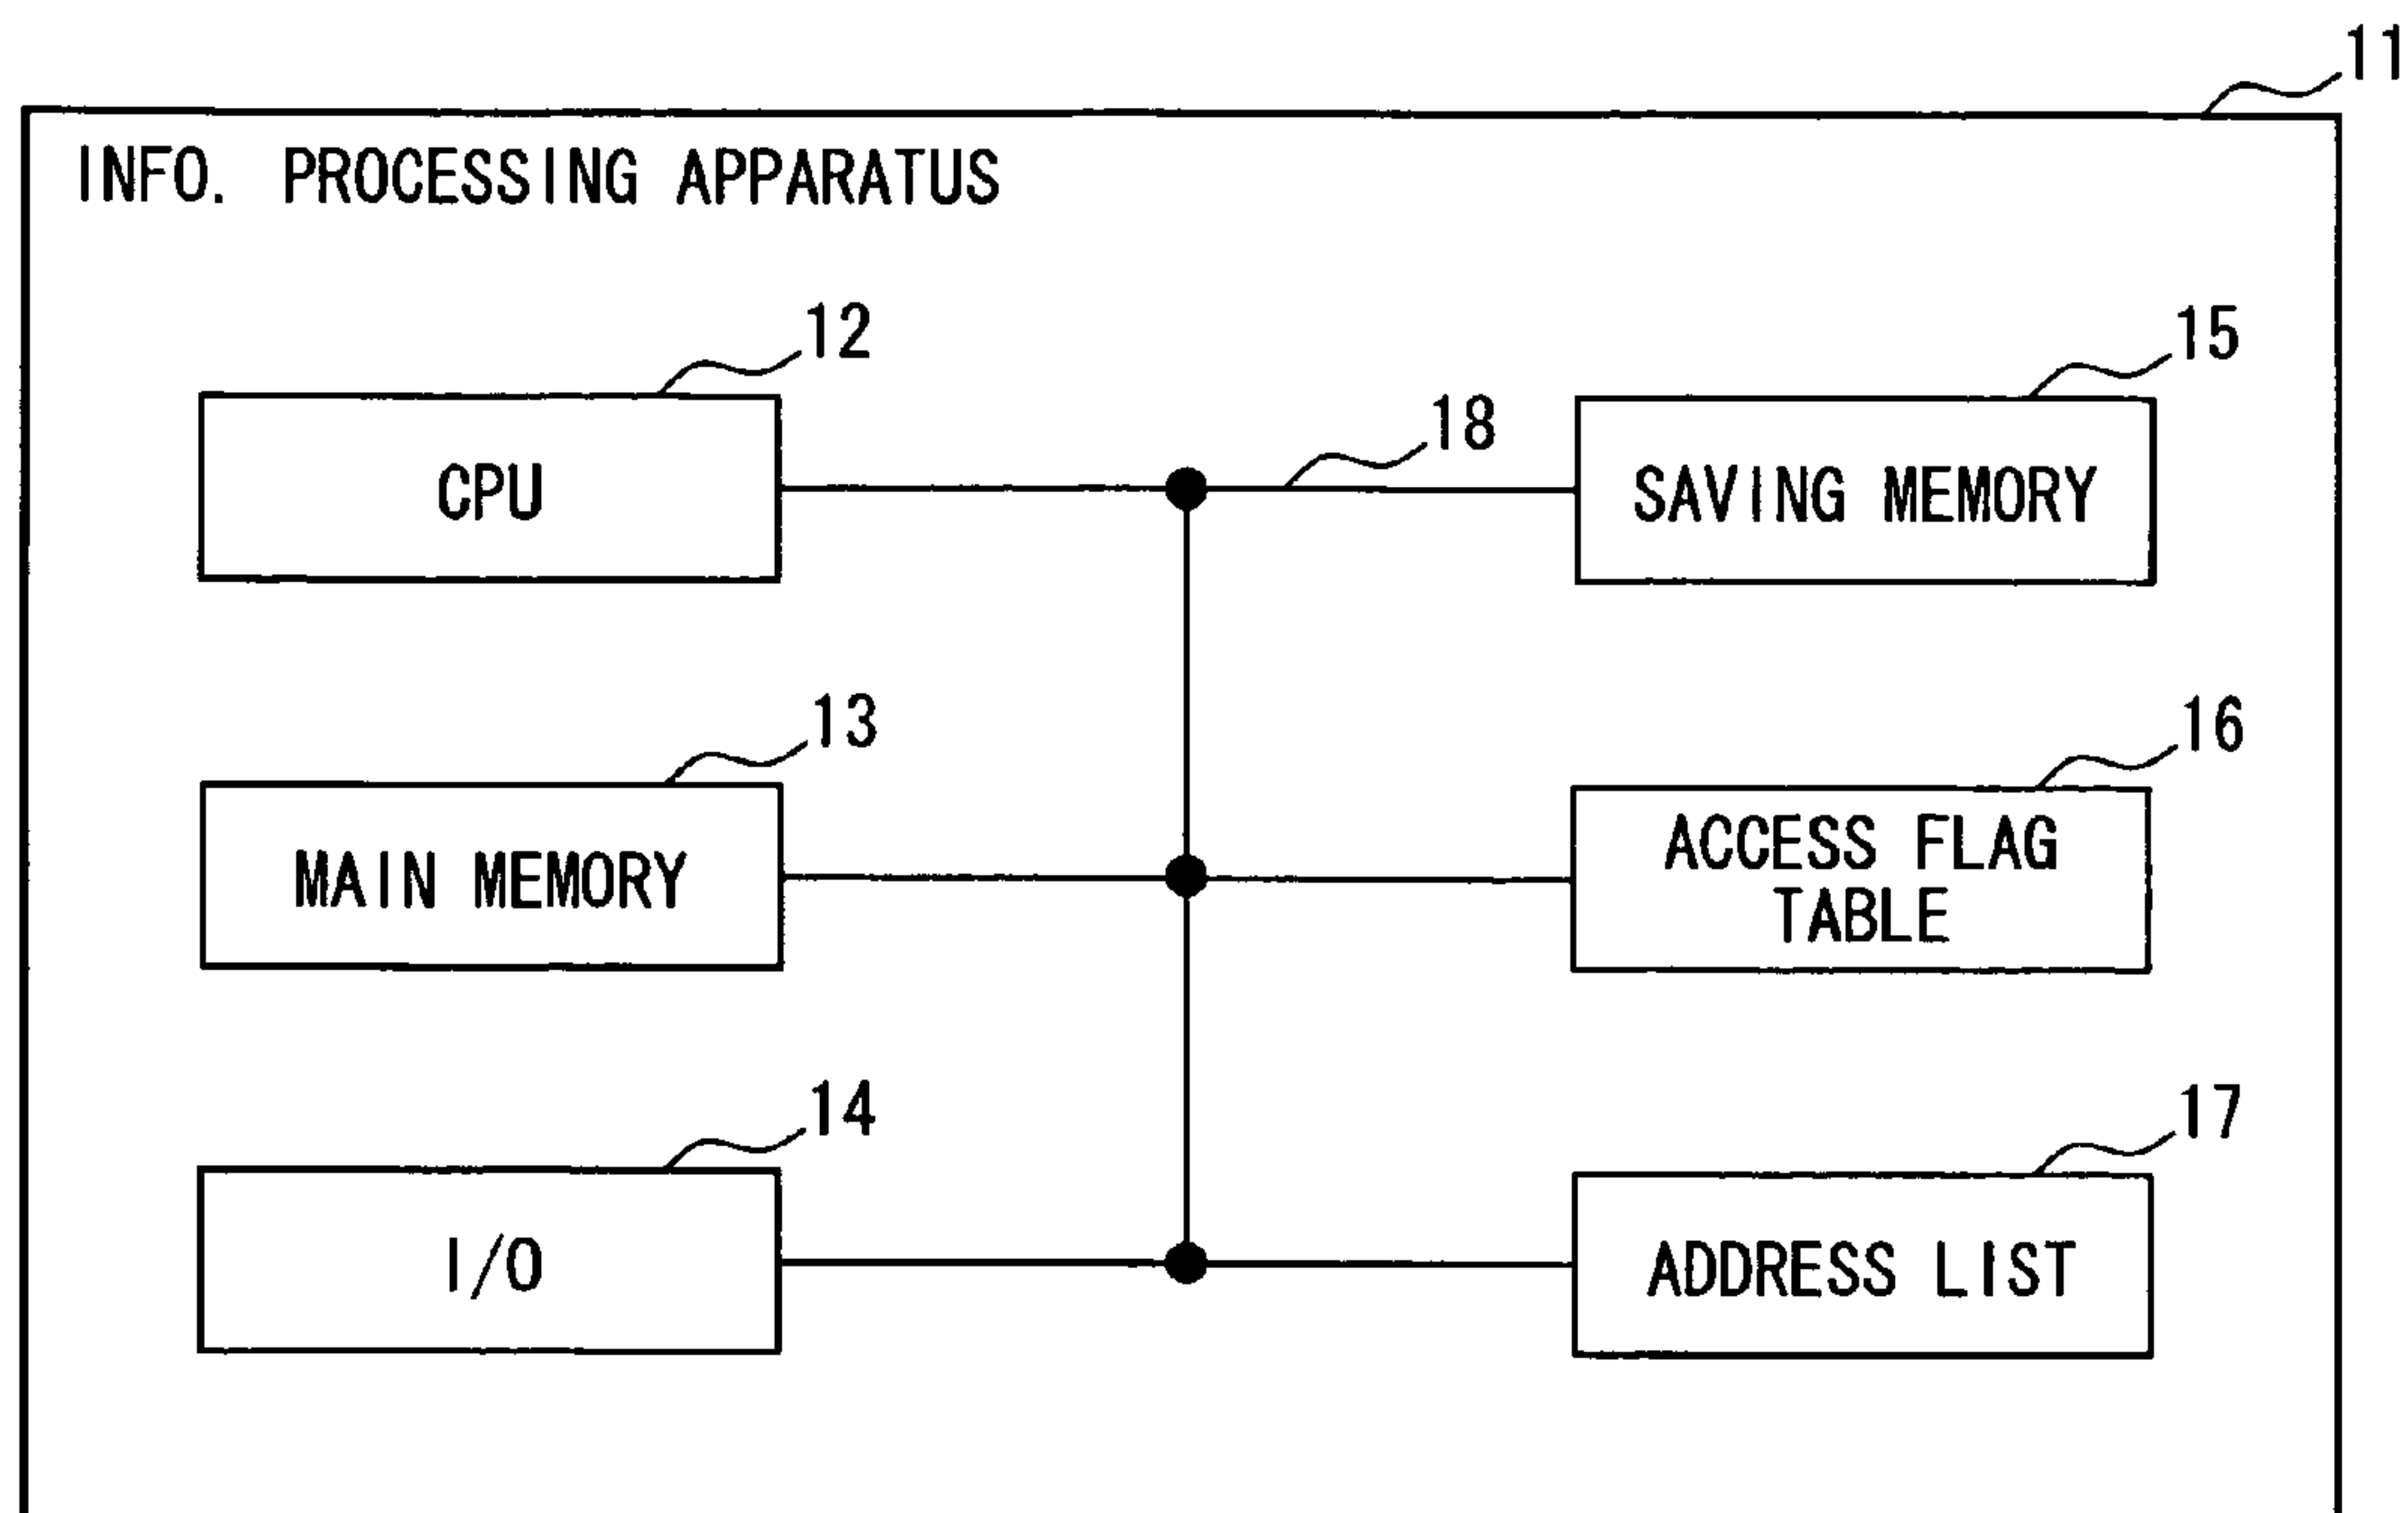 11
INFO. PROCESSING APPARATUS
12
15
18
CPU
SAVING MEMORY
13
16
MAIN MEMORY
ACCESS FLAG
TABLE
14
17
I/O
ADDRESS LIST